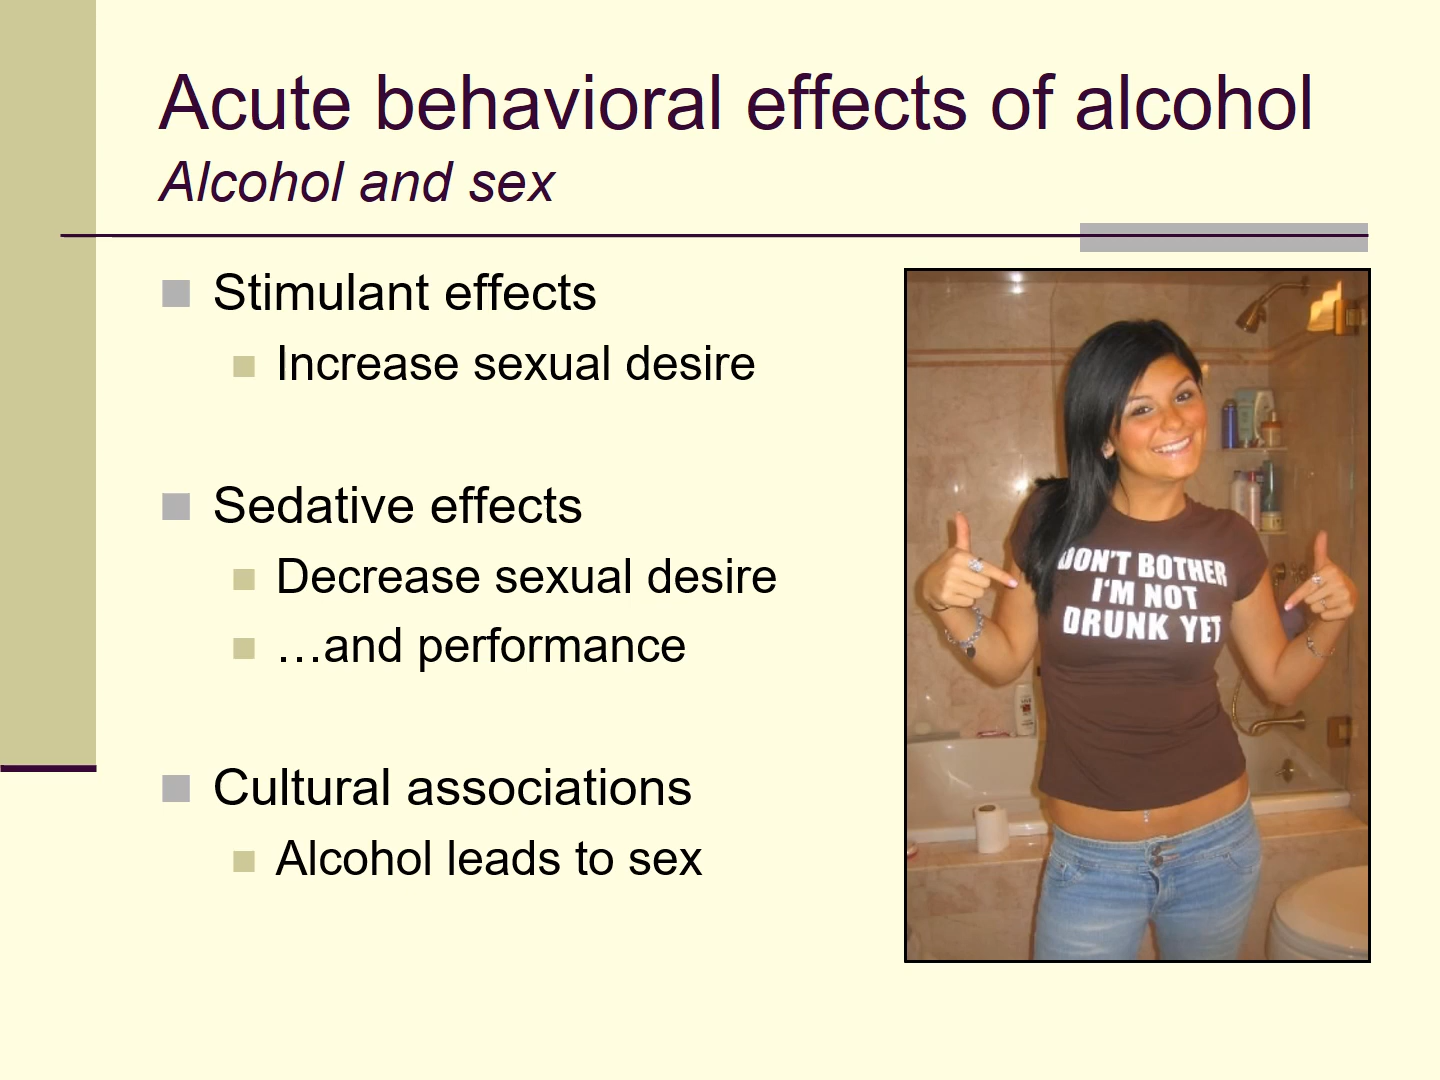 Acute behavioral effects of alcohol
Alcohol and sex
Stimulant effects
Increase sexual desire
Sedative effects
Decrease sexual desire
…and performance
Cultural associations
Alcohol leads to sex
DON'T BOTHER
I'M NOT
DRUNK YET